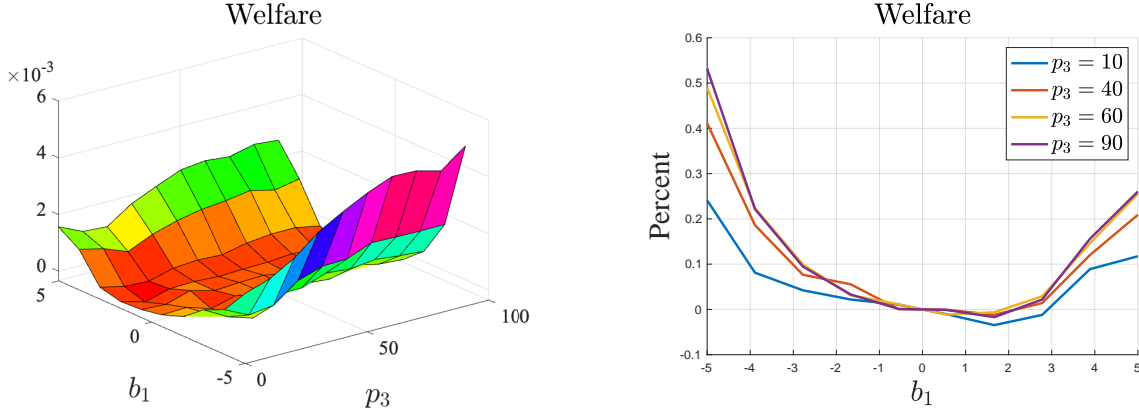 Welfare
×10⁻³
6
4
2
0
5
0
-5
b₁
0
50
100
p₃
Welfare
Percent
0.6
0.5
0.4
0.3
0.2
0.1
0
-0.1
-5 -4 -3 -2 -1 0 1 2 3 4 5
b₁
p₃ = 10
p₃ = 40
p₃ = 60
p₃ = 90